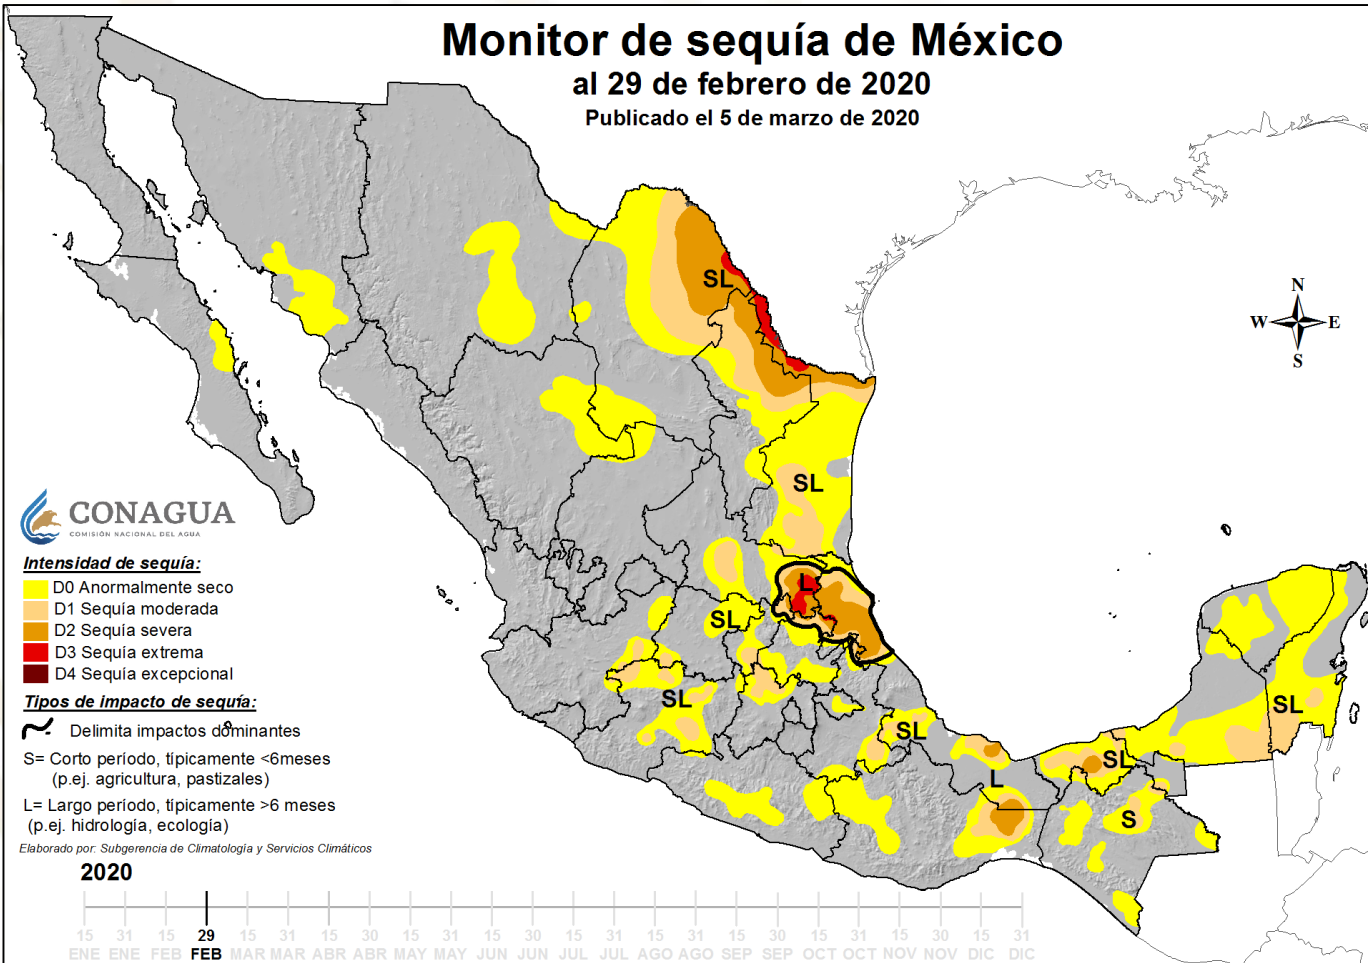 Monitor de sequía de México
al 29 de febrero de 2020
Publicado el 5 de marzo de 2020
N
W E
S
SL
SL
L
SL
SL
SL
L
SL
S
SL
CONAGUA
COMISIÓN NACIONAL DEL AGUA
Intensidad de sequía:
D0 Anormalmente seco
D1 Sequía moderada
D2 Sequía severa
D3 Sequía extrema
D4 Sequía excepcional
Tipos de impacto de sequía:
Delimita impactos dominantes
S= Corto período, típicamente <6meses
(p.ej. agricultura, pastizales)
L= Largo período, típicamente >6 meses
(p.ej. hidrología, ecología)
Elaborado por: Subgerencia de Climatología y Servicios Climáticos
2020
15 31 15 29 15 31 15 30 15 31 15 30 15 31 15 31 15 30 15 31 15 30 15 31
ENE ENE FEB FEB MAR MAR ABR ABR MAY MAY JUN JUN JUL JUL AGO AGO SEP SEP OCT OCT NOV NOV DIC DIC